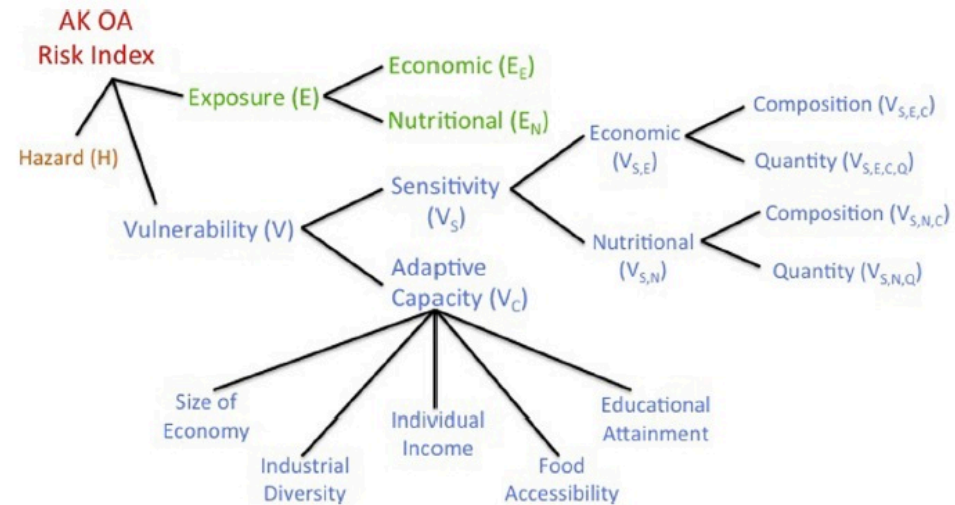 AK OA
Risk Index
Hazard (H)
Exposure (E)
Economic (E_E)
Nutritional (E_N)
Vulnerability (V)
Sensitivity
(V_S)
Economic
(V_S,E)
Composition (V_S,E,C)
Quantity (V_S,E,C,Q)
Nutritional
(V_S,N)
Composition (V_S,N,C)
Quantity (V_S,N,Q)
Adaptive
Capacity (V_C)
Size of
Economy
Industrial
Diversity
Individual
Income
Food
Accessibility
Educational
Attainment